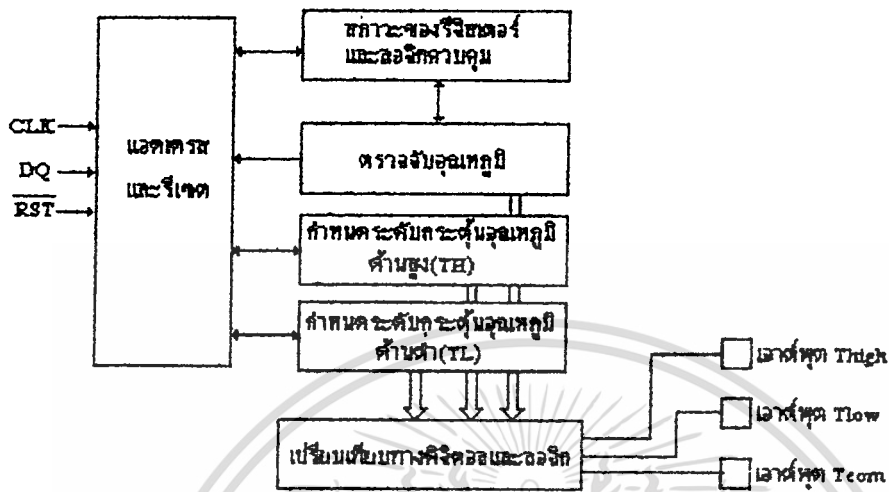 สภาวะของรีจิสเตอร์
และลอจิกควบคุม
CLK
DQ
RST
แอดเดรส
และรีเซต
ตรวจจับอุณหภูมิ
กำหนดระดับกระตุ้นอุณหภูมิ
ด้านสูง(TH)
กำหนดระดับกระตุ้นอุณหภูมิ
ด้านต่ำ(TL)
เปรียบเทียบทางดิจิตอลและลอจิก
เอาต์พุต Thigh
เอาต์พุต Tlow
เอาต์พุต Tcom